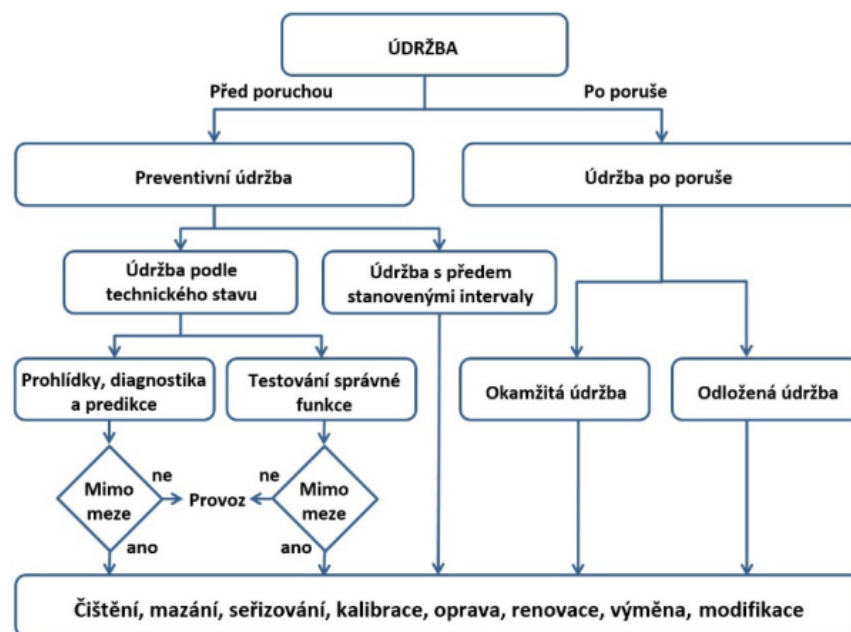 ÚDRŽBA
Před poruchou
Po poruše
Preventivní údržba
Údržba po poruše
Údržba podle
technického stavu
Údržba s předem
stanovenými intervaly
Prohlídky, diagnostika
a predikce
Testování správné
funkce
Okamžitá údržba
Odložená údržba
Mimo
meze
ne
Provoz
ne
Mimo
meze
ano
ano
Čištění, mazání, seřizování, kalibrace, oprava, renovace, výměna, modifikace